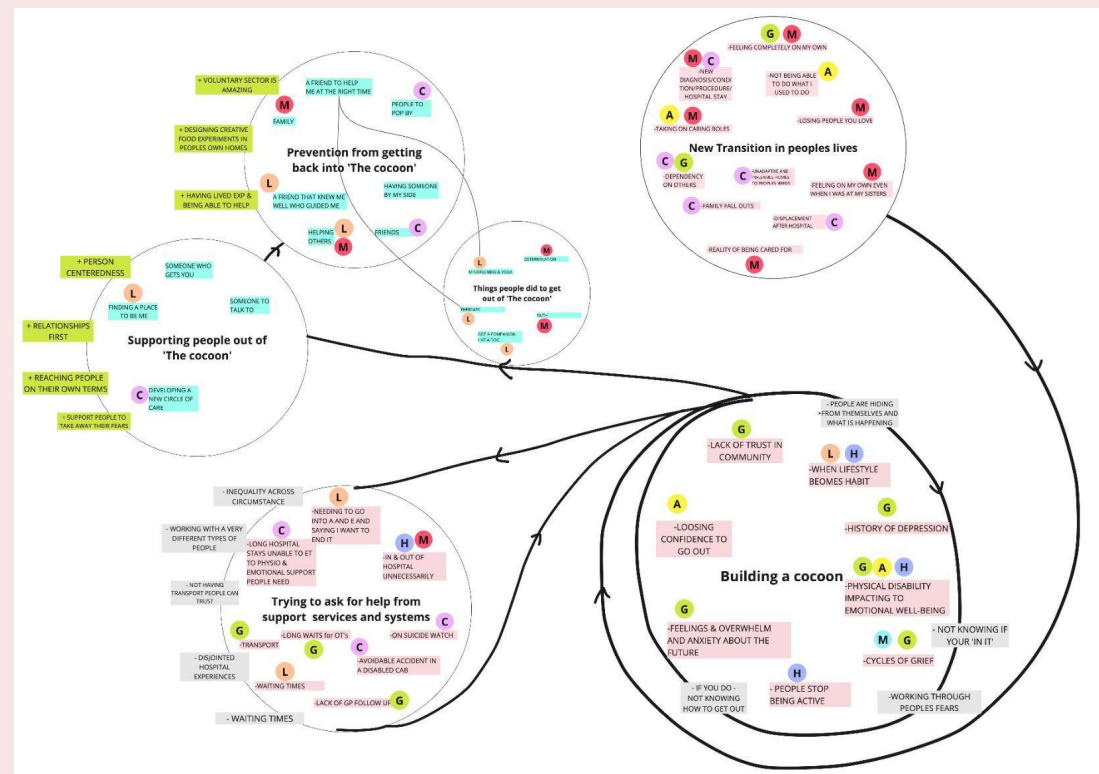 G M
-FEELING COMPLETELY ON MY OWN
M C
-NEW
DIAGNOSIS/CONDI
TION/PROCEDURE/
HOSPITAL STAY
-NOT BEING ABLE
TO DO WHAT I
USED TO DO
A
A M
-TAKING ON CARING ROLES
M
-LOSING PEOPLE YOU LOVE
New Transition in peoples lives
C G
-DEPENDENCY
ON OTHERS
C
TO PEOPLES NEEDS
M
-FEELING ON MY OWN EVEN
WHEN I WAS AT MY SISTERS
C
-FAMILY FALL OUTS
-DISPLACEMENT
AFTER HOSPITAL
C
-REALITY OF BEING CARED FOR
M
+ VOLUNTARY SECTOR IS
AMAZING
A FRIEND TO HELP
ME AT THE RIGHT TIME
C
PEOPLE TO
POP BY
M
FAMILY
+ DESIGNING CREATIVE
FOOD EXPERIMENTS IN
PEOPLES OWN HOMES
Prevention from getting
back into 'The cocoon'
+ HAVING LIVED EXP &
BEING ABLE TO HELP
L
A FRIEND THAT KNEW ME
WELL WHO GUIDED ME
HAVING SOMEONE
BY MY SIDE
HELPING
OTHERS
L
M
FRIENDS
C
M
DETERMINATION
L
MINDFULNESS & YOGA
Things people did to get
out of 'The cocoon'
L
M
GOT A COMPANION
L
+ PERSON
CENTEREDNESS
SOMEONE WHO
GETS YOU
L
FINDING A PLACE
TO BE ME
SOMEONE TO
TALK TO
+ RELATIONSHIPS
FIRST
Supporting people out of
'The cocoon'
+ REACHING PEOPLE
ON THEIR OWN TERMS
C
DEVELOPING A
NEW CIRCLE OF
CARE
+ SUPPORT PEOPLE TO
TAKE AWAY THEIR FEARS
- INEQUALITY ACROSS
CIRCUMSTANCE
L
-NEEDING TO GO
INTO A AND E AND
SAYING I WANT TO
END IT
- WORKING WITH A VERY
DIFFERENT TYPES OF
PEOPLE
C
-LONG HOSPITAL
STAYS UNABLE TO ET
TO PHYSIO &
EMOTIONAL SUPPORT
PEOPLE NEED
H M
-IN & OUT OF
HOSPITAL
UNNECESSARILY
- NOT HAVING
TRANSPORT PEOPLE CAN
TRUST
Trying to ask for help from
support services and systems
G
-TRANSPORT
-LONG WAITS for OT's
G
C
-ON SUICIDE WATCH
C
-AVOIDABLE ACCIDENT IN
A DISABLED CAB
- DISJOINTED
HOSPITAL
EXPERIENCES
L
-WAITING TIMES
-LACK OF GP FOLLOW UP
G
- WAITING TIMES
- PEOPLE ARE HIDING
FROM THEMSELVES AND
WHAT IS HAPPENING
G
-LACK OF TRUST IN
COMMUNITY
L H
-WHEN LIFESTYLE
BEOMES HABIT
A
-LOOSING
CONFIDENCE TO
GO OUT
G
-HISTORY OF DEPRESSION
Building a cocoon
G A H
-PHYSICAL DISABILITY
IMPACTING TO
EMOTIONAL WELL-BEING
G
-FEELINGS & OVERWHELM
AND ANXIETY ABOUT THE
FUTURE
M G
-CYCLES OF GRIEF
- NOT KNOWING IF
YOUR 'IN IT'
H
- PEOPLE STOP
BEING ACTIVE
- IF YOU DO -
NOT KNOWING
HOW TO GET OUT
-WORKING THROUGH
PEOPLES FEARS